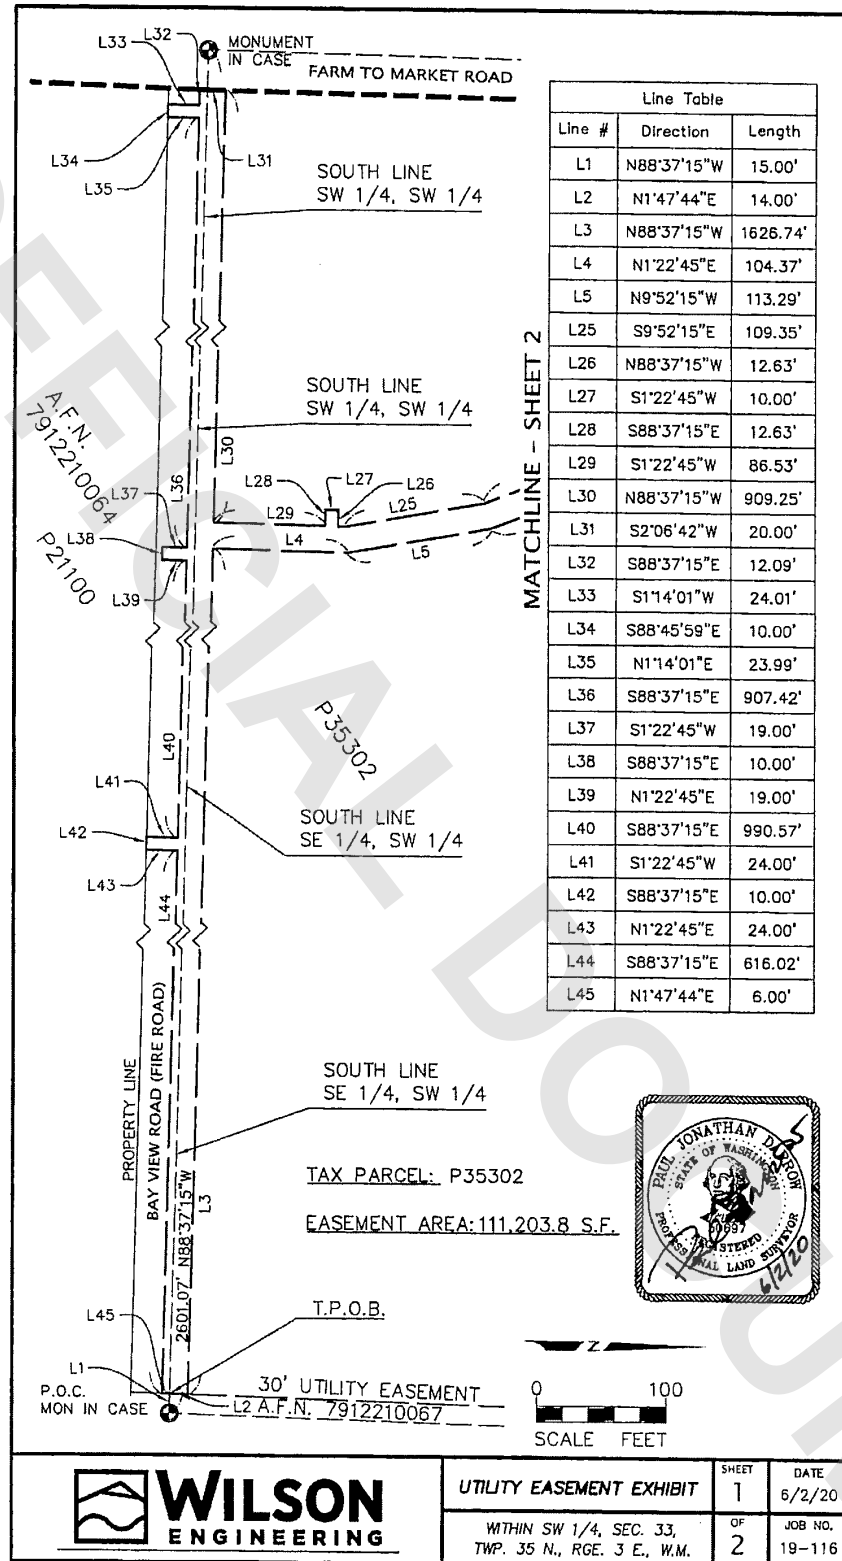 L33
L32
MONUMENT
IN CASE
FARM TO MARKET ROAD
L34
L35
L31
SOUTH LINE
SW 1/4, SW 1/4
Line Table
Line # Direction Length
L1 N88°37'15"W 15.00'
L2 N1°47'44"E 14.00'
L3 N88°37'15"W 1626.74'
L4 N1°22'45"E 104.37'
L5 N9°52'15"W 113.29'
L25 S9°52'15"E 109.35'
L26 N88°37'15"W 12.63'
L27 S1°22'45"W 10.00'
L28 S88°37'15"E 12.63'
L29 S1°22'45"W 86.53'
L30 N88°37'15"W 909.25'
L31 S2°06'42"W 20.00'
L32 S88°37'15"E 12.09'
L33 S1°14'01"W 24.01'
L34 S88°45'59"E 10.00'
L35 N1°14'01"E 23.99'
L36 S88°37'15"E 907.42'
L37 S1°22'45"W 19.00'
L38 S88°37'15"E 10.00'
L39 N1°22'45"E 19.00'
L40 S88°37'15"E 990.57'
L41 S1°22'45"W 24.00'
L42 S88°37'15"E 10.00'
L43 N1°22'45"E 24.00'
L44 S88°37'15"E 616.02'
L45 N1°47'44"E 6.00'
MATCHLINE - SHEET 2
SOUTH LINE
SW 1/4, SW 1/4
A.F.N.
7912210064
P21100
L36
L30
L37
L38
L39
L28
L27
L26
L29
L25
L4
L5
P35302
L40
L41
L42
L43
L44
SOUTH LINE
SE 1/4, SW 1/4
PROPERTY LINE
BAY VIEW ROAD (FIRE ROAD)
2601.07' N88°37'15"W
L3
SOUTH LINE
SE 1/4, SW 1/4
TAX PARCEL: P35302
EASEMENT AREA: 111,203.8 S.F.
PAUL JONATHAN DARROW
STATE OF WASHINGTON
50697
REGISTERED
PROFESSIONAL LAND SURVEYOR
6/2/20
L45
T.P.O.B.
L1
P.O.C.
MON IN CASE
L2
30' UTILITY EASEMENT
A.F.N. 7912210067
Z
0 100
SCALE FEET
WILSON
ENGINEERING
UTILITY EASEMENT EXHIBIT
SHEET
1
OF
2
DATE
6/2/20
WITHIN SW 1/4, SEC. 33,
TWP. 35 N., RGE. 3 E., W.M.
JOB NO.
19-116